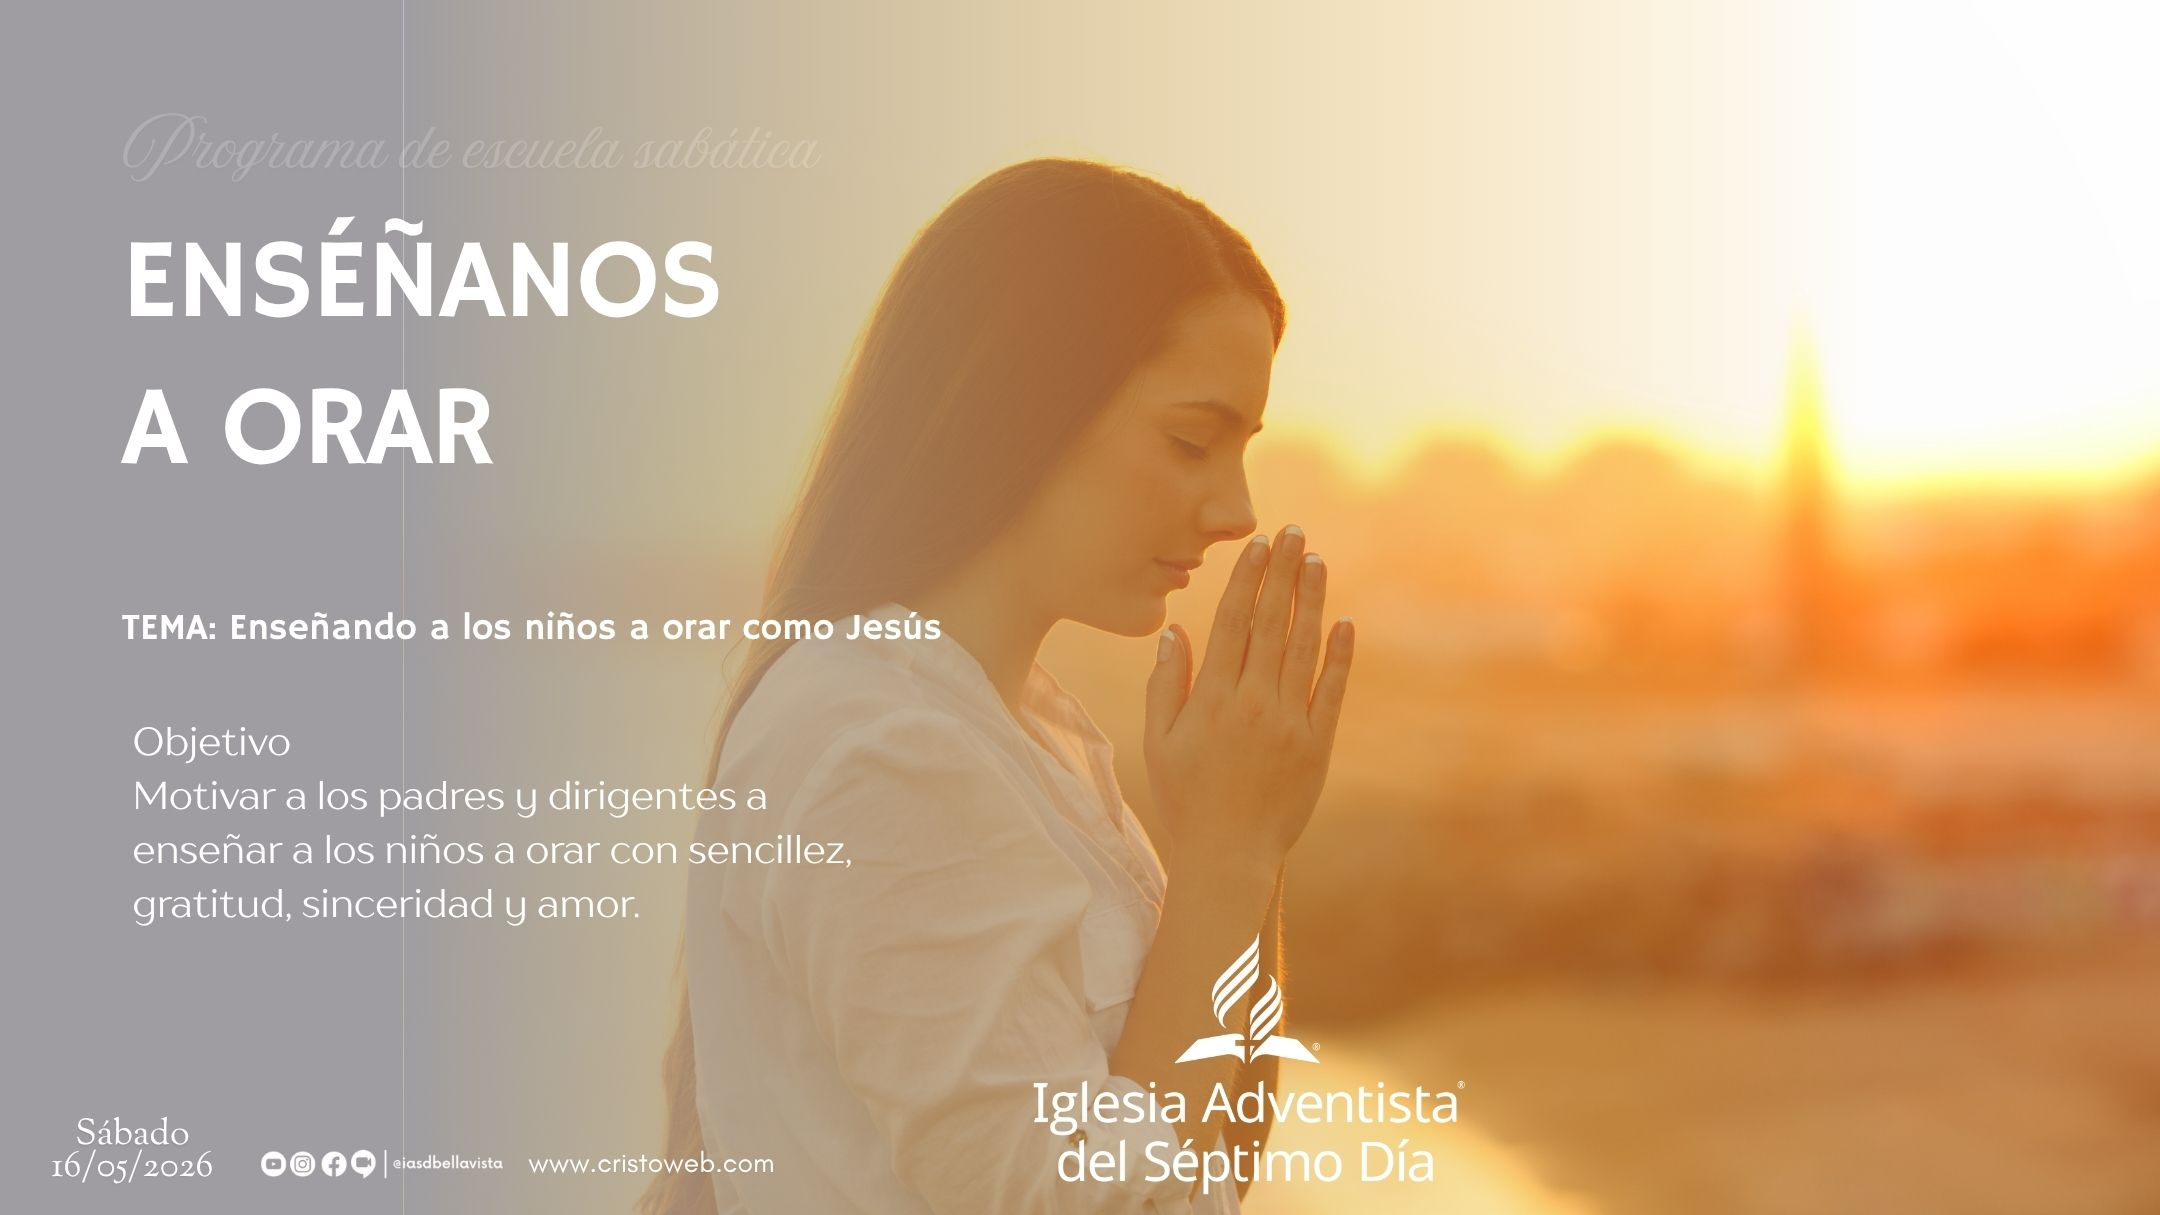 Programa de escuela sabática
ENSÉÑANOS
A ORAR
TEMA: Enseñando a los niños a orar como Jesús
Objetivo
Motivar a los padres y dirigentes a
enseñar a los niños a orar con sencillez,
gratitud, sinceridad y amor.
Iglesia Adventista®
del Séptimo Día
Sábado
16/05/2026
@iasdbellavista
www.cristoweb.com